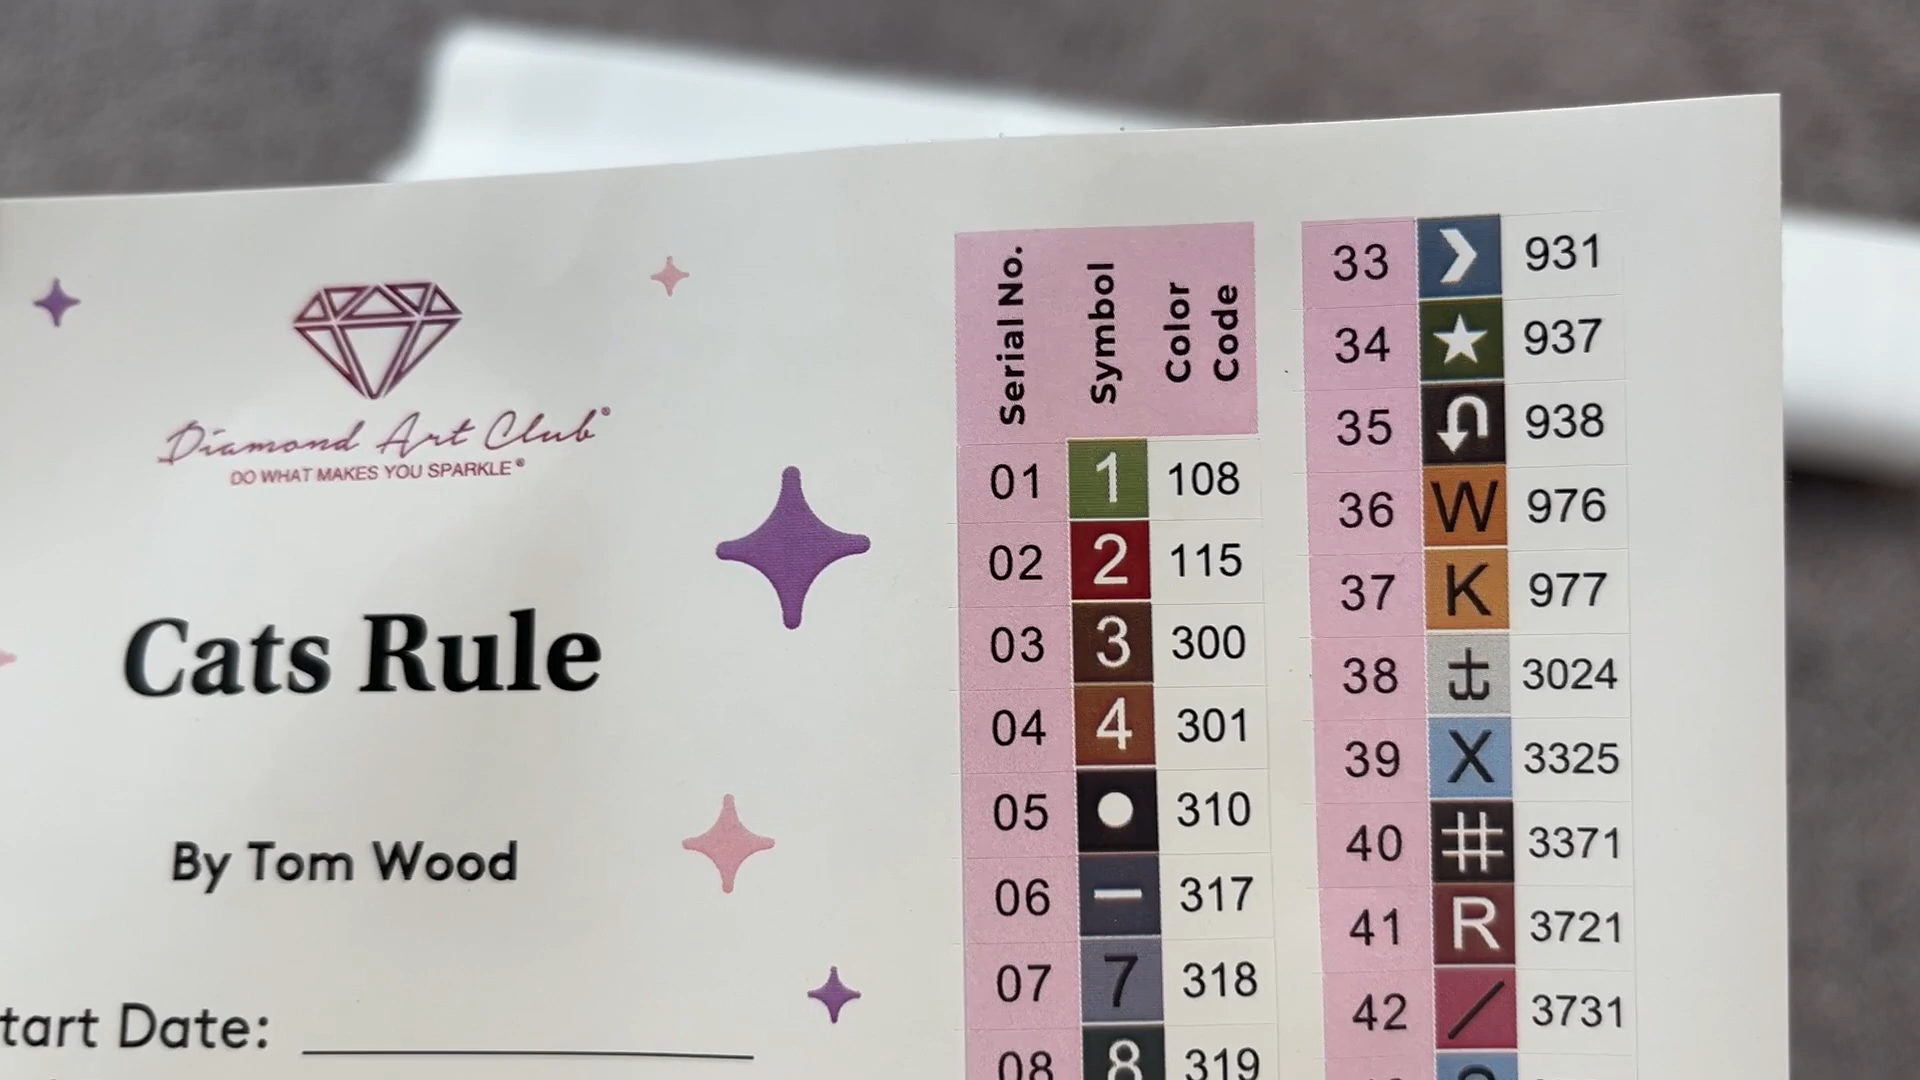 Diamond Art Club®
DO WHAT MAKES YOU SPARKLE®
Cats Rule
By Tom Wood
tart Date:
Serial No. Symbol Color Code
01 1 108
02 2 115
03 3 300
04 4 301
05 310
06 317
07 7 318
08 8 319
33 931
34 937
35 938
36 W 976
37 K 977
38 3024
39 X 3325
40 # 3371
41 R 3721
42 / 3731